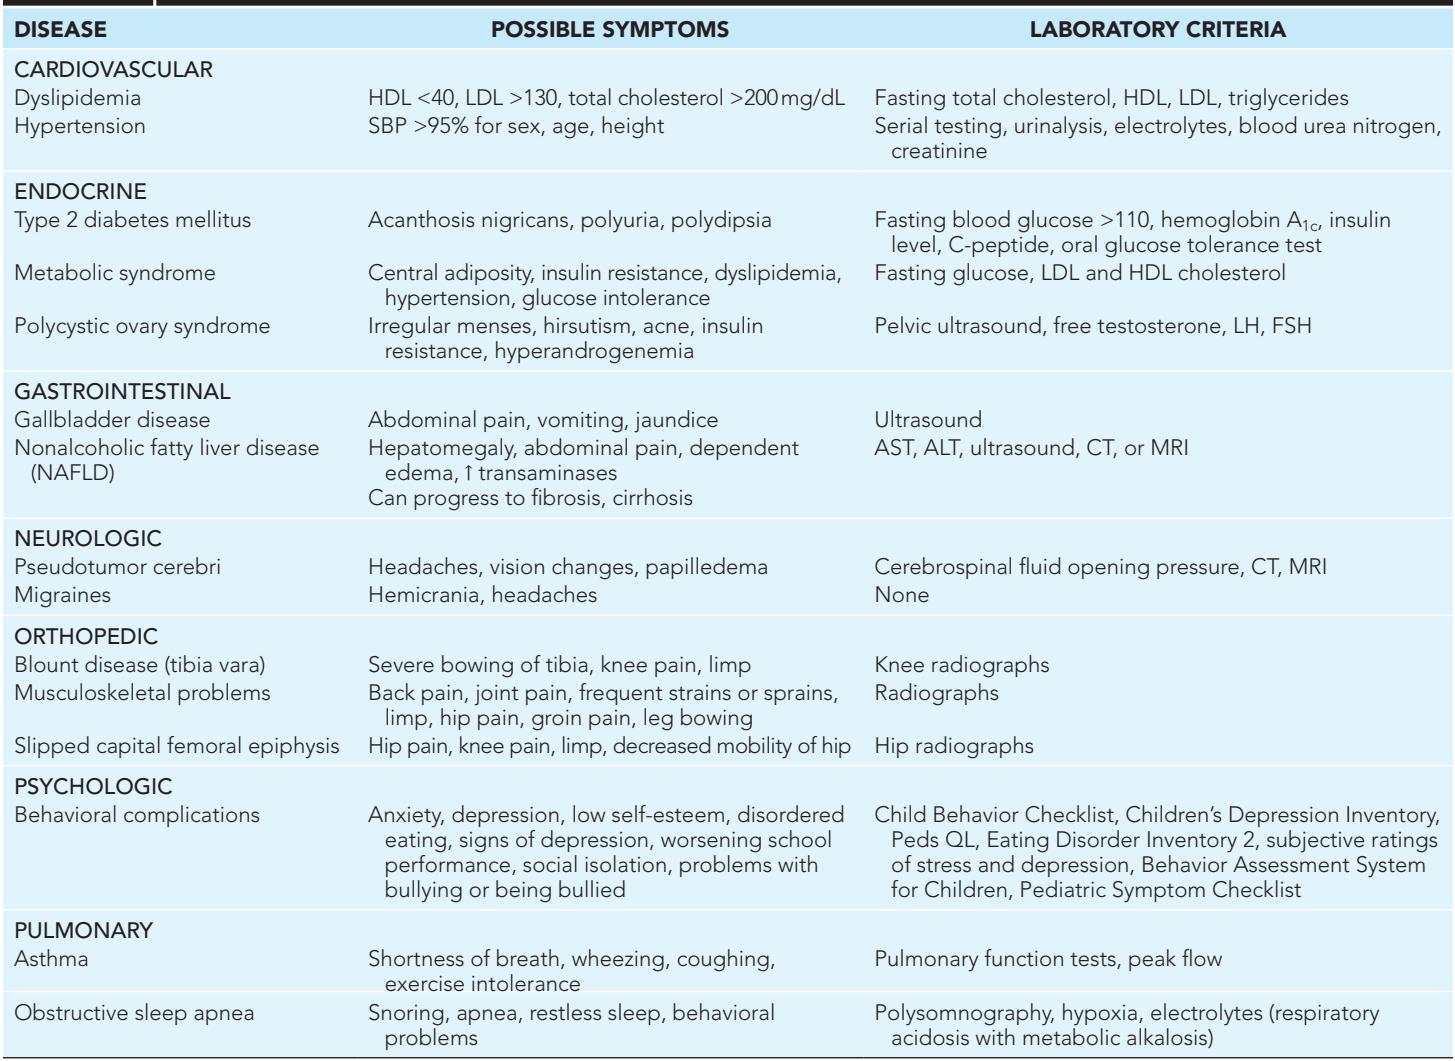 DISEASE POSSIBLE SYMPTOMS LABORATORY CRITERIA
CARDIOVASCULAR
Dyslipidemia HDL <40, LDL >130, total cholesterol >200 mg/dL Fasting total cholesterol, HDL, LDL, triglycerides
Hypertension SBP >95% for sex, age, height Serial testing, urinalysis, electrolytes, blood urea nitrogen,
creatinine
ENDOCRINE
Type 2 diabetes mellitus Acanthosis nigricans, polyuria, polydipsia Fasting blood glucose >110, hemoglobin A1c, insulin
level, C-peptide, oral glucose tolerance test
Metabolic syndrome Central adiposity, insulin resistance, dyslipidemia, Fasting glucose, LDL and HDL cholesterol
hypertension, glucose intolerance
Polycystic ovary syndrome Irregular menses, hirsutism, acne, insulin Pelvic ultrasound, free testosterone, LH, FSH
resistance, hyperandrogenemia
GASTROINTESTINAL
Gallbladder disease Abdominal pain, vomiting, jaundice Ultrasound
Nonalcoholic fatty liver disease Hepatomegaly, abdominal pain, dependent AST, ALT, ultrasound, CT, or MRI
(NAFLD) edema, ↑ transaminases
Can progress to fibrosis, cirrhosis
NEUROLOGIC
Pseudotumor cerebri Headaches, vision changes, papilledema Cerebrospinal fluid opening pressure, CT, MRI
Migraines Hemicrania, headaches None
ORTHOPEDIC
Blount disease (tibia vara) Severe bowing of tibia, knee pain, limp Knee radiographs
Musculoskeletal problems Back pain, joint pain, frequent strains or sprains, Radiographs
limp, hip pain, groin pain, leg bowing
Slipped capital femoral epiphysis Hip pain, knee pain, limp, decreased mobility of hip Hip radiographs
PSYCHOLOGIC
Behavioral complications Anxiety, depression, low self-esteem, disordered Child Behavior Checklist, Children's Depression Inventory,
eating, signs of depression, worsening school Peds QL, Eating Disorder Inventory 2, subjective ratings
performance, social isolation, problems with of stress and depression, Behavior Assessment System
bullying or being bullied for Children, Pediatric Symptom Checklist
PULMONARY
Asthma Shortness of breath, wheezing, coughing, Pulmonary function tests, peak flow
exercise intolerance
Obstructive sleep apnea Snoring, apnea, restless sleep, behavioral Polysomnography, hypoxia, electrolytes (respiratory
problems acidosis with metabolic alkalosis)